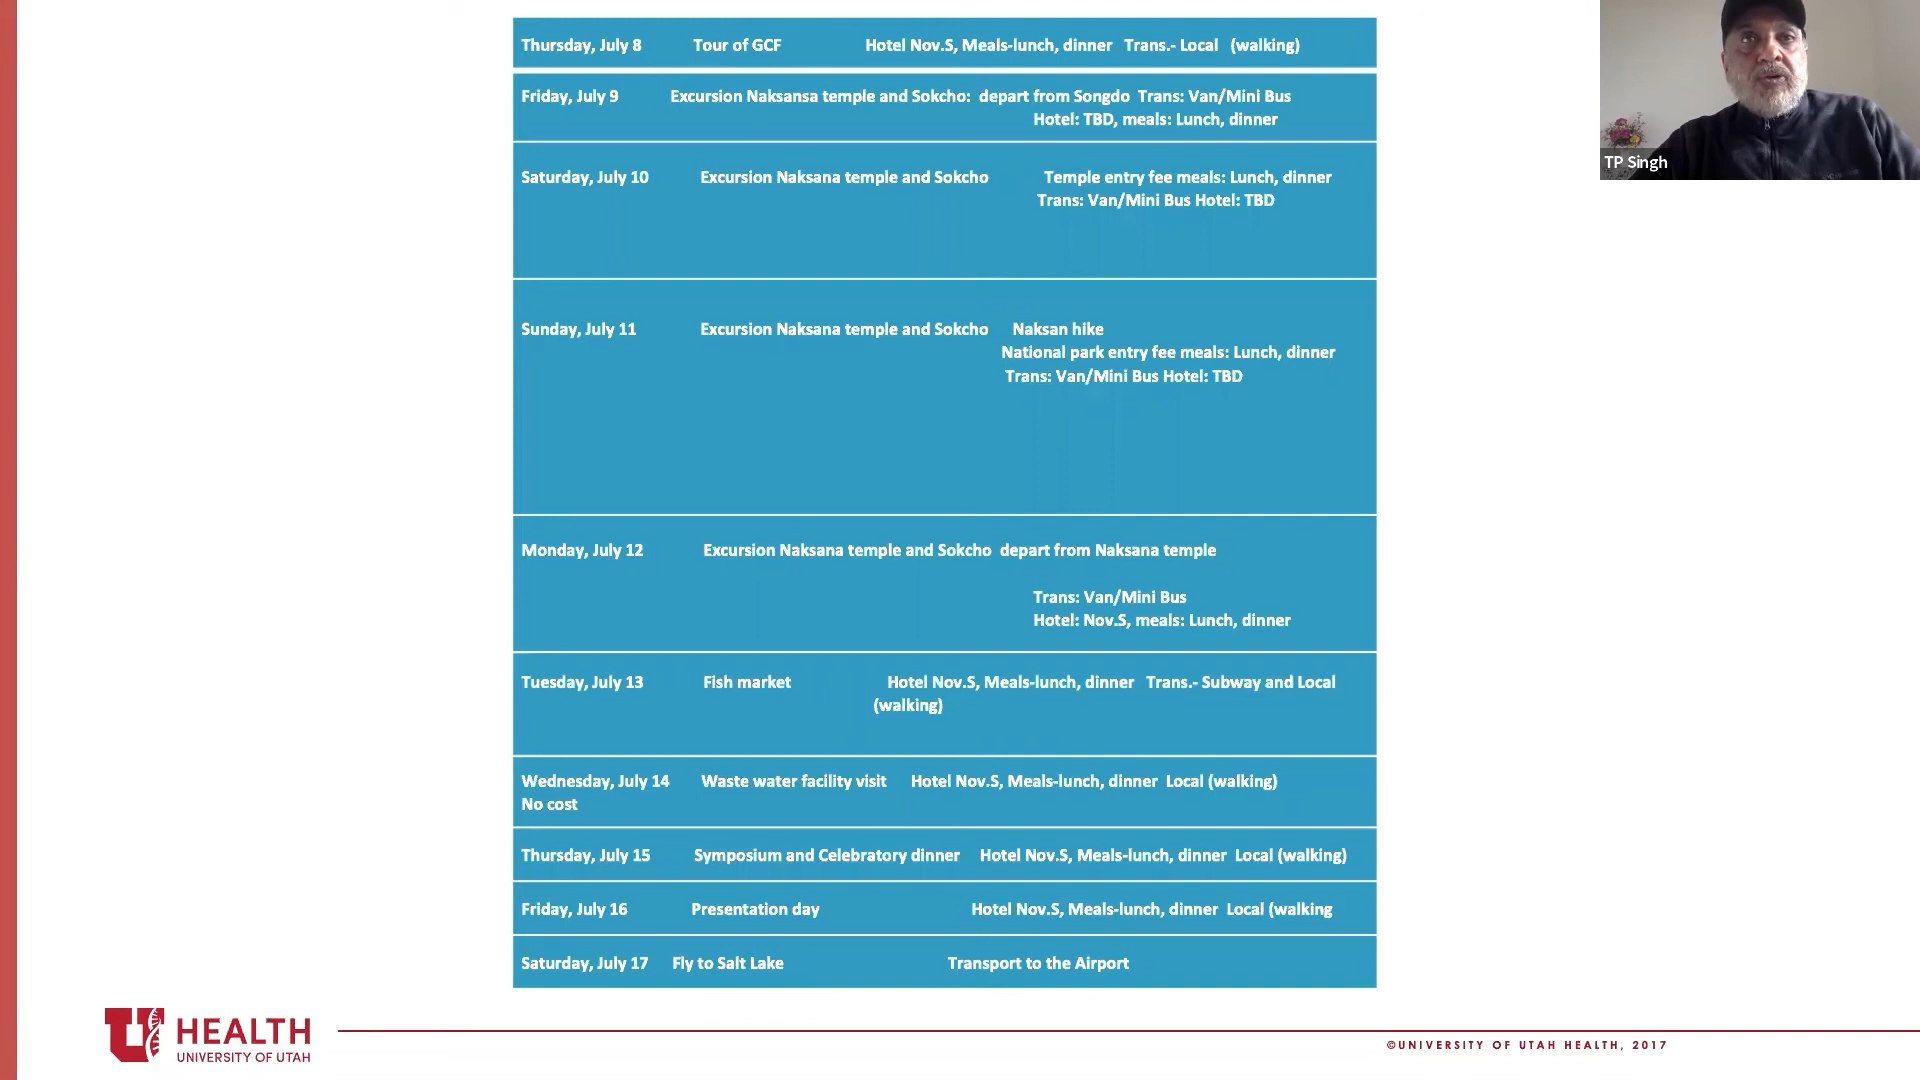 Thursday, July 8 Tour of GCF Hotel Nov.S, Meals-lunch, dinner Trans.- Local (walking)
Friday, July 9 Excursion Naksansa temple and Sokcho: depart from Songdo Trans: Van/Mini Bus
Hotel: TBD, meals: Lunch, dinner
Saturday, July 10 Excursion Naksana temple and Sokcho Temple entry fee meals: Lunch, dinner
Trans: Van/Mini Bus Hotel: TBD
Sunday, July 11 Excursion Naksana temple and Sokcho Naksan hike
National park entry fee meals: Lunch, dinner
Trans: Van/Mini Bus Hotel: TBD
Monday, July 12 Excursion Naksana temple and Sokcho depart from Naksana temple
Trans: Van/Mini Bus
Hotel: Nov.S, meals: Lunch, dinner
Tuesday, July 13 Fish market Hotel Nov.S, Meals-lunch, dinner Trans.- Subway and Local
(walking)
Wednesday, July 14 Waste water facility visit Hotel Nov.S, Meals-lunch, dinner Local (walking)
No cost
Thursday, July 15 Symposium and Celebratory dinner Hotel Nov.S, Meals-lunch, dinner Local (walking)
Friday, July 16 Presentation day Hotel Nov.S, Meals-lunch, dinner Local (walking
Saturday, July 17 Fly to Salt Lake Transport to the Airport
TP Singh
U HEALTH
UNIVERSITY OF UTAH
©UNIVERSITY OF UTAH HEALTH, 2017